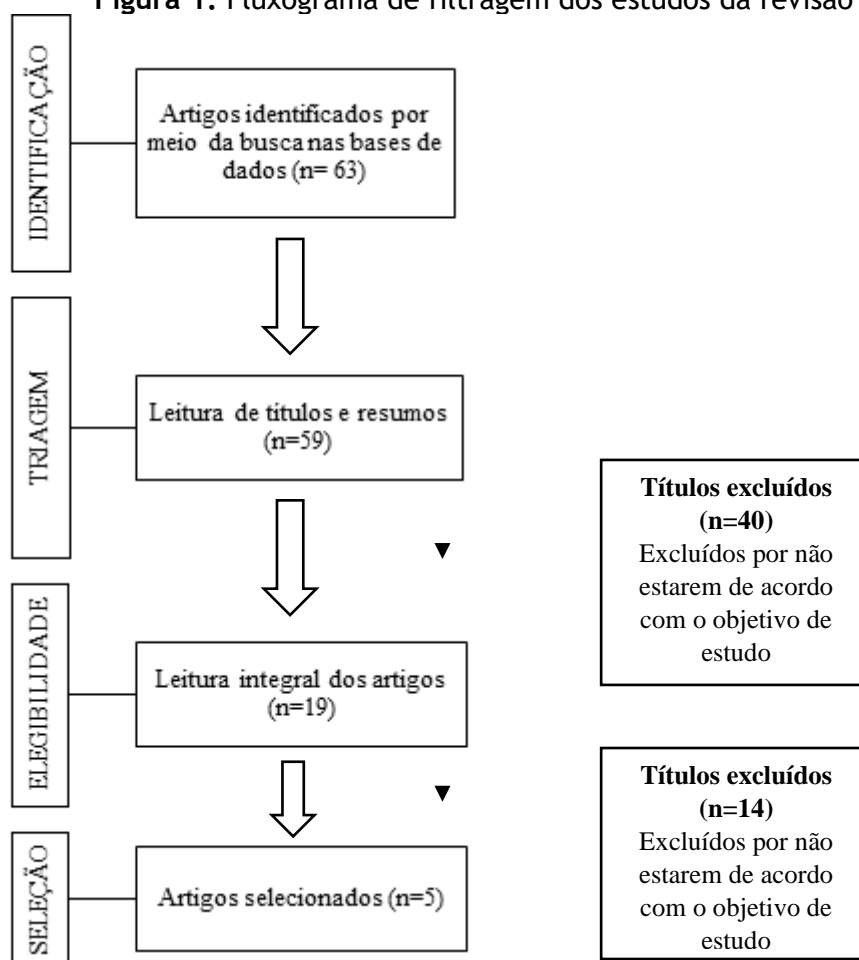 Figura 1. Fluxograma de filtragem dos estudos da revisão
IDENTIFICAÇÃO
Artigos identificados por
meio da busca nas bases de
dados (n= 63)
TRIAGEM
Leitura de titulos e resumos
(n=59)
Títulos excluídos
(n=40)
Excluídos por não
estarem de acordo
com o objetivo de
estudo
ELEGIBILIDADE
Leitura integral dos artigos
(n=19)
Títulos excluídos
(n=14)
Excluídos por não
estarem de acordo
com o objetivo de
estudo
SELEÇÃO
Artigos selecionados (n=5)